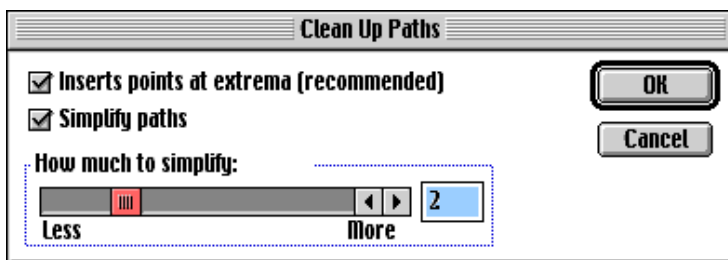 Clean Up Paths
Inserts points at extrema (recommended)
OK
Simplify paths
Cancel
How much to simplify:
2
Less More